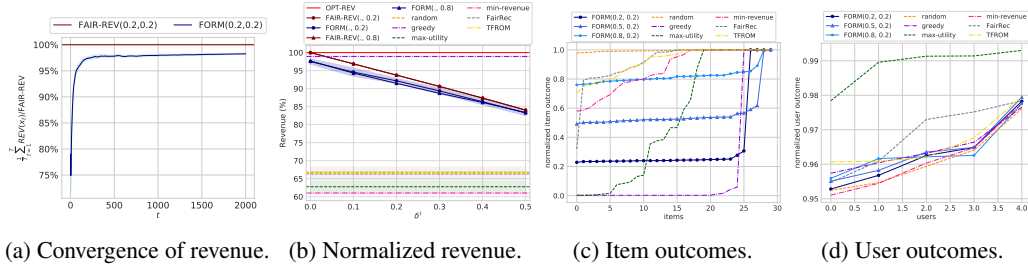 FAIR-REV(0.2,0.2)
FORM(0.2,0.2)
100%
95%
90%
85%
80%
75%
0
500
1000
1500
2000
t
OPT-REV
FAIR-REV(., 0.2)
FORM(., 0.2)
FORM(., 0.8)
FAIR-REV(., 0.8)
random
greedy
max-utility
min-revenue
FairRec
TFROM
100
95
90
85
80
75
70
65
60
Revenue (%)
0.0
0.1
0.2
0.3
0.4
0.5
δ^I
FORM(0.2, 0.2)
FORM(0.5, 0.2)
FORM(0.8, 0.2)
random
greedy
max-utility
min-revenue
FairRec
TFROM
1.0
0.8
0.6
0.4
0.2
0.0
normalized item outcome
0
5
10
15
20
25
30
items
FORM(0.2, 0.2)
FORM(0.5, 0.2)
FORM(0.8, 0.2)
random
greedy
max-utility
min-revenue
FairRec
TFROM
0.99
0.98
0.97
0.96
0.95
normalized user outcome
0.0
1.0
2.0
3.0
4.0
users
(a) Convergence of revenue.
(b) Normalized revenue.
(c) Item outcomes.
(d) User outcomes.